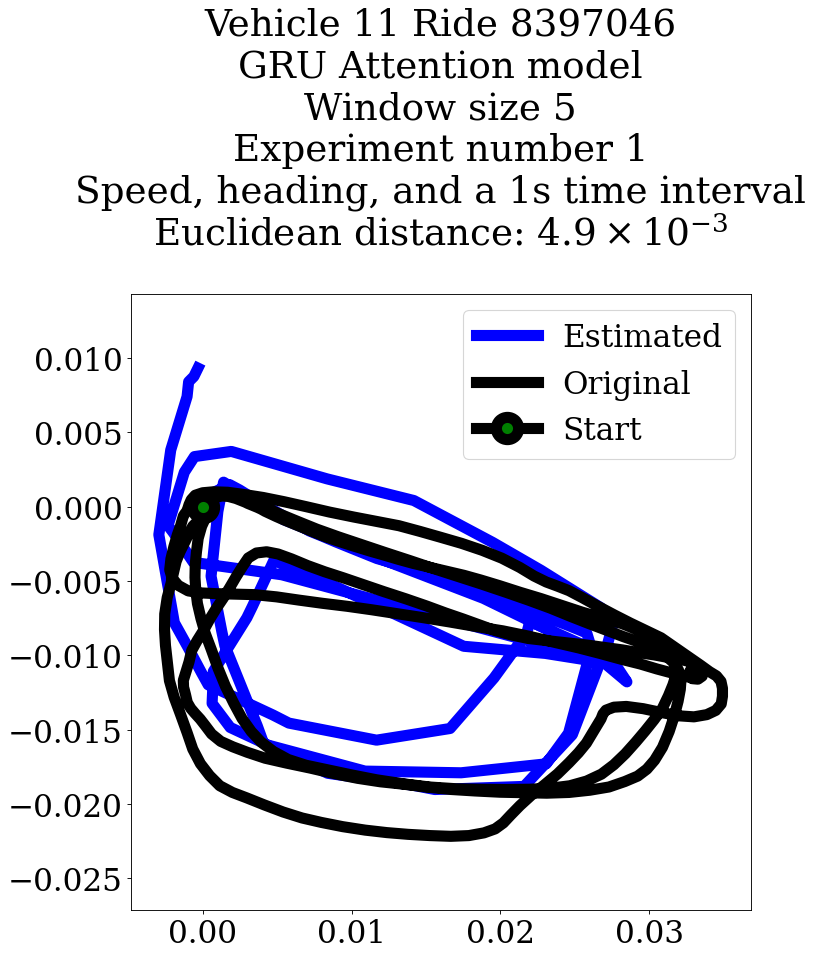 Vehicle 11 Ride 8397046
GRU Attention model
Window size 5
Experiment number 1
Speed, heading, and a 1s time interval
Euclidean distance: 4.9 × 10⁻³
Estimated
Original
Start
0.010
0.005
0.000
−0.005
−0.010
−0.015
−0.020
−0.025
0.00 0.01 0.02 0.03